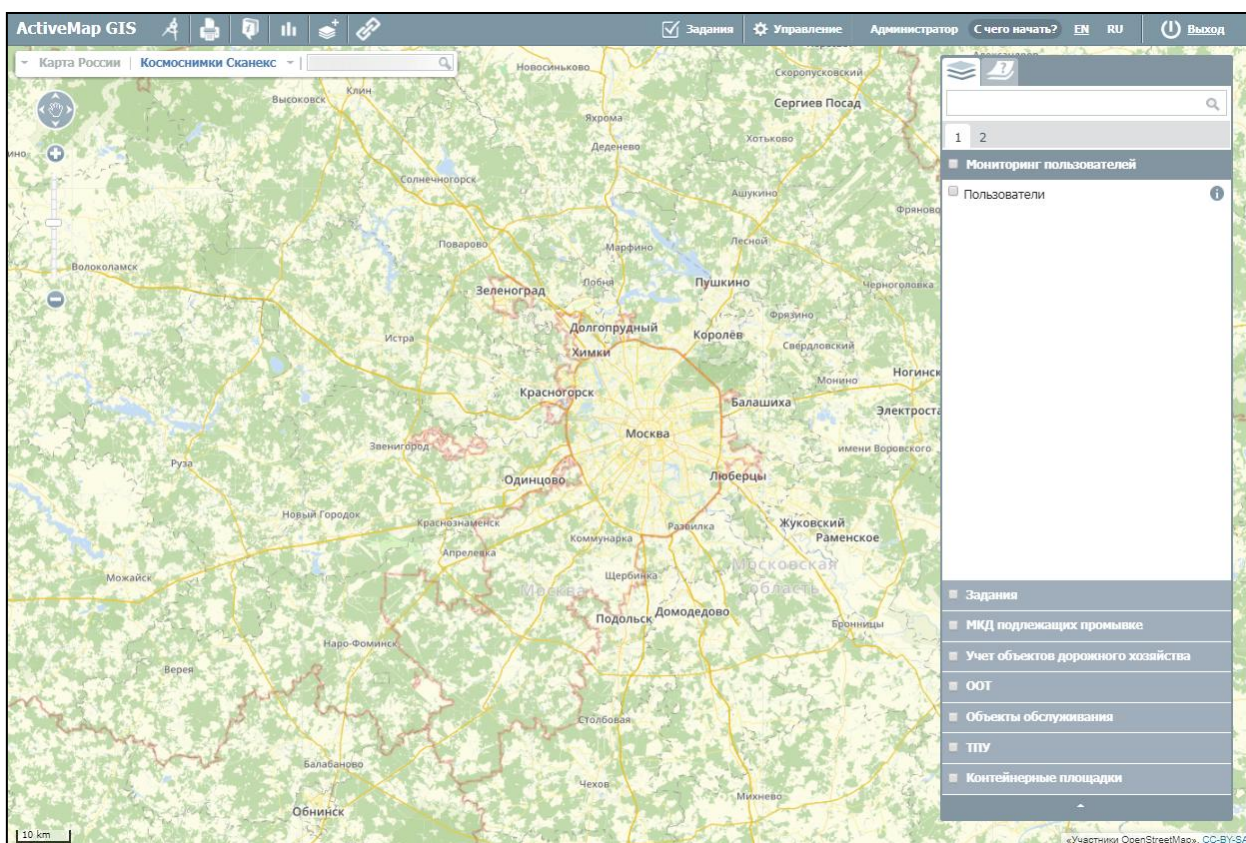 ActiveMap GIS
Задания
Управление
Администратор
С чего начать?
EN
RU
Выход
Карта России
Космоснимки Сканекс
1 2
Мониторинг пользователей
Пользователи
Задания
МКД подлежащих промывке
Учет объектов дорожного хозяйства
ООТ
Объекты обслуживания
ТПУ
Контейнерные площадки
Новосиньково
Скоропусковский
Клин
Высоковск
Сергиев Посад
Яхрома
Хотьково
Деденево
Солнечногорск
Ашукино
Фряново
Поварово
Марфино
Лесной
Волоколамск
Лобня
Пушкино
Черноголовка
Зеленоград
Фрязино
Долгопрудный
Королёв
Истра
Свердловский
Химки
Ногинск
Монино
Красногорск
Балашиха
Электроста
Москва
Звенигород
имени Воровского
Руза
Люберцы
Одинцово
Новый Городок
Краснознаменск
Развилка
Жуковский
Коммунарка
Раменское
Апрелевка
Московская
область
Щербинка
Можайск
Москва
Подольск
Домодедово
Бронницы
Наро-Фоминск
Верея
Столбовая
Балабаново
Чехов
Михнево
Обнинск
10 km
«Участники OpenStreetMap», CC-BY-SA